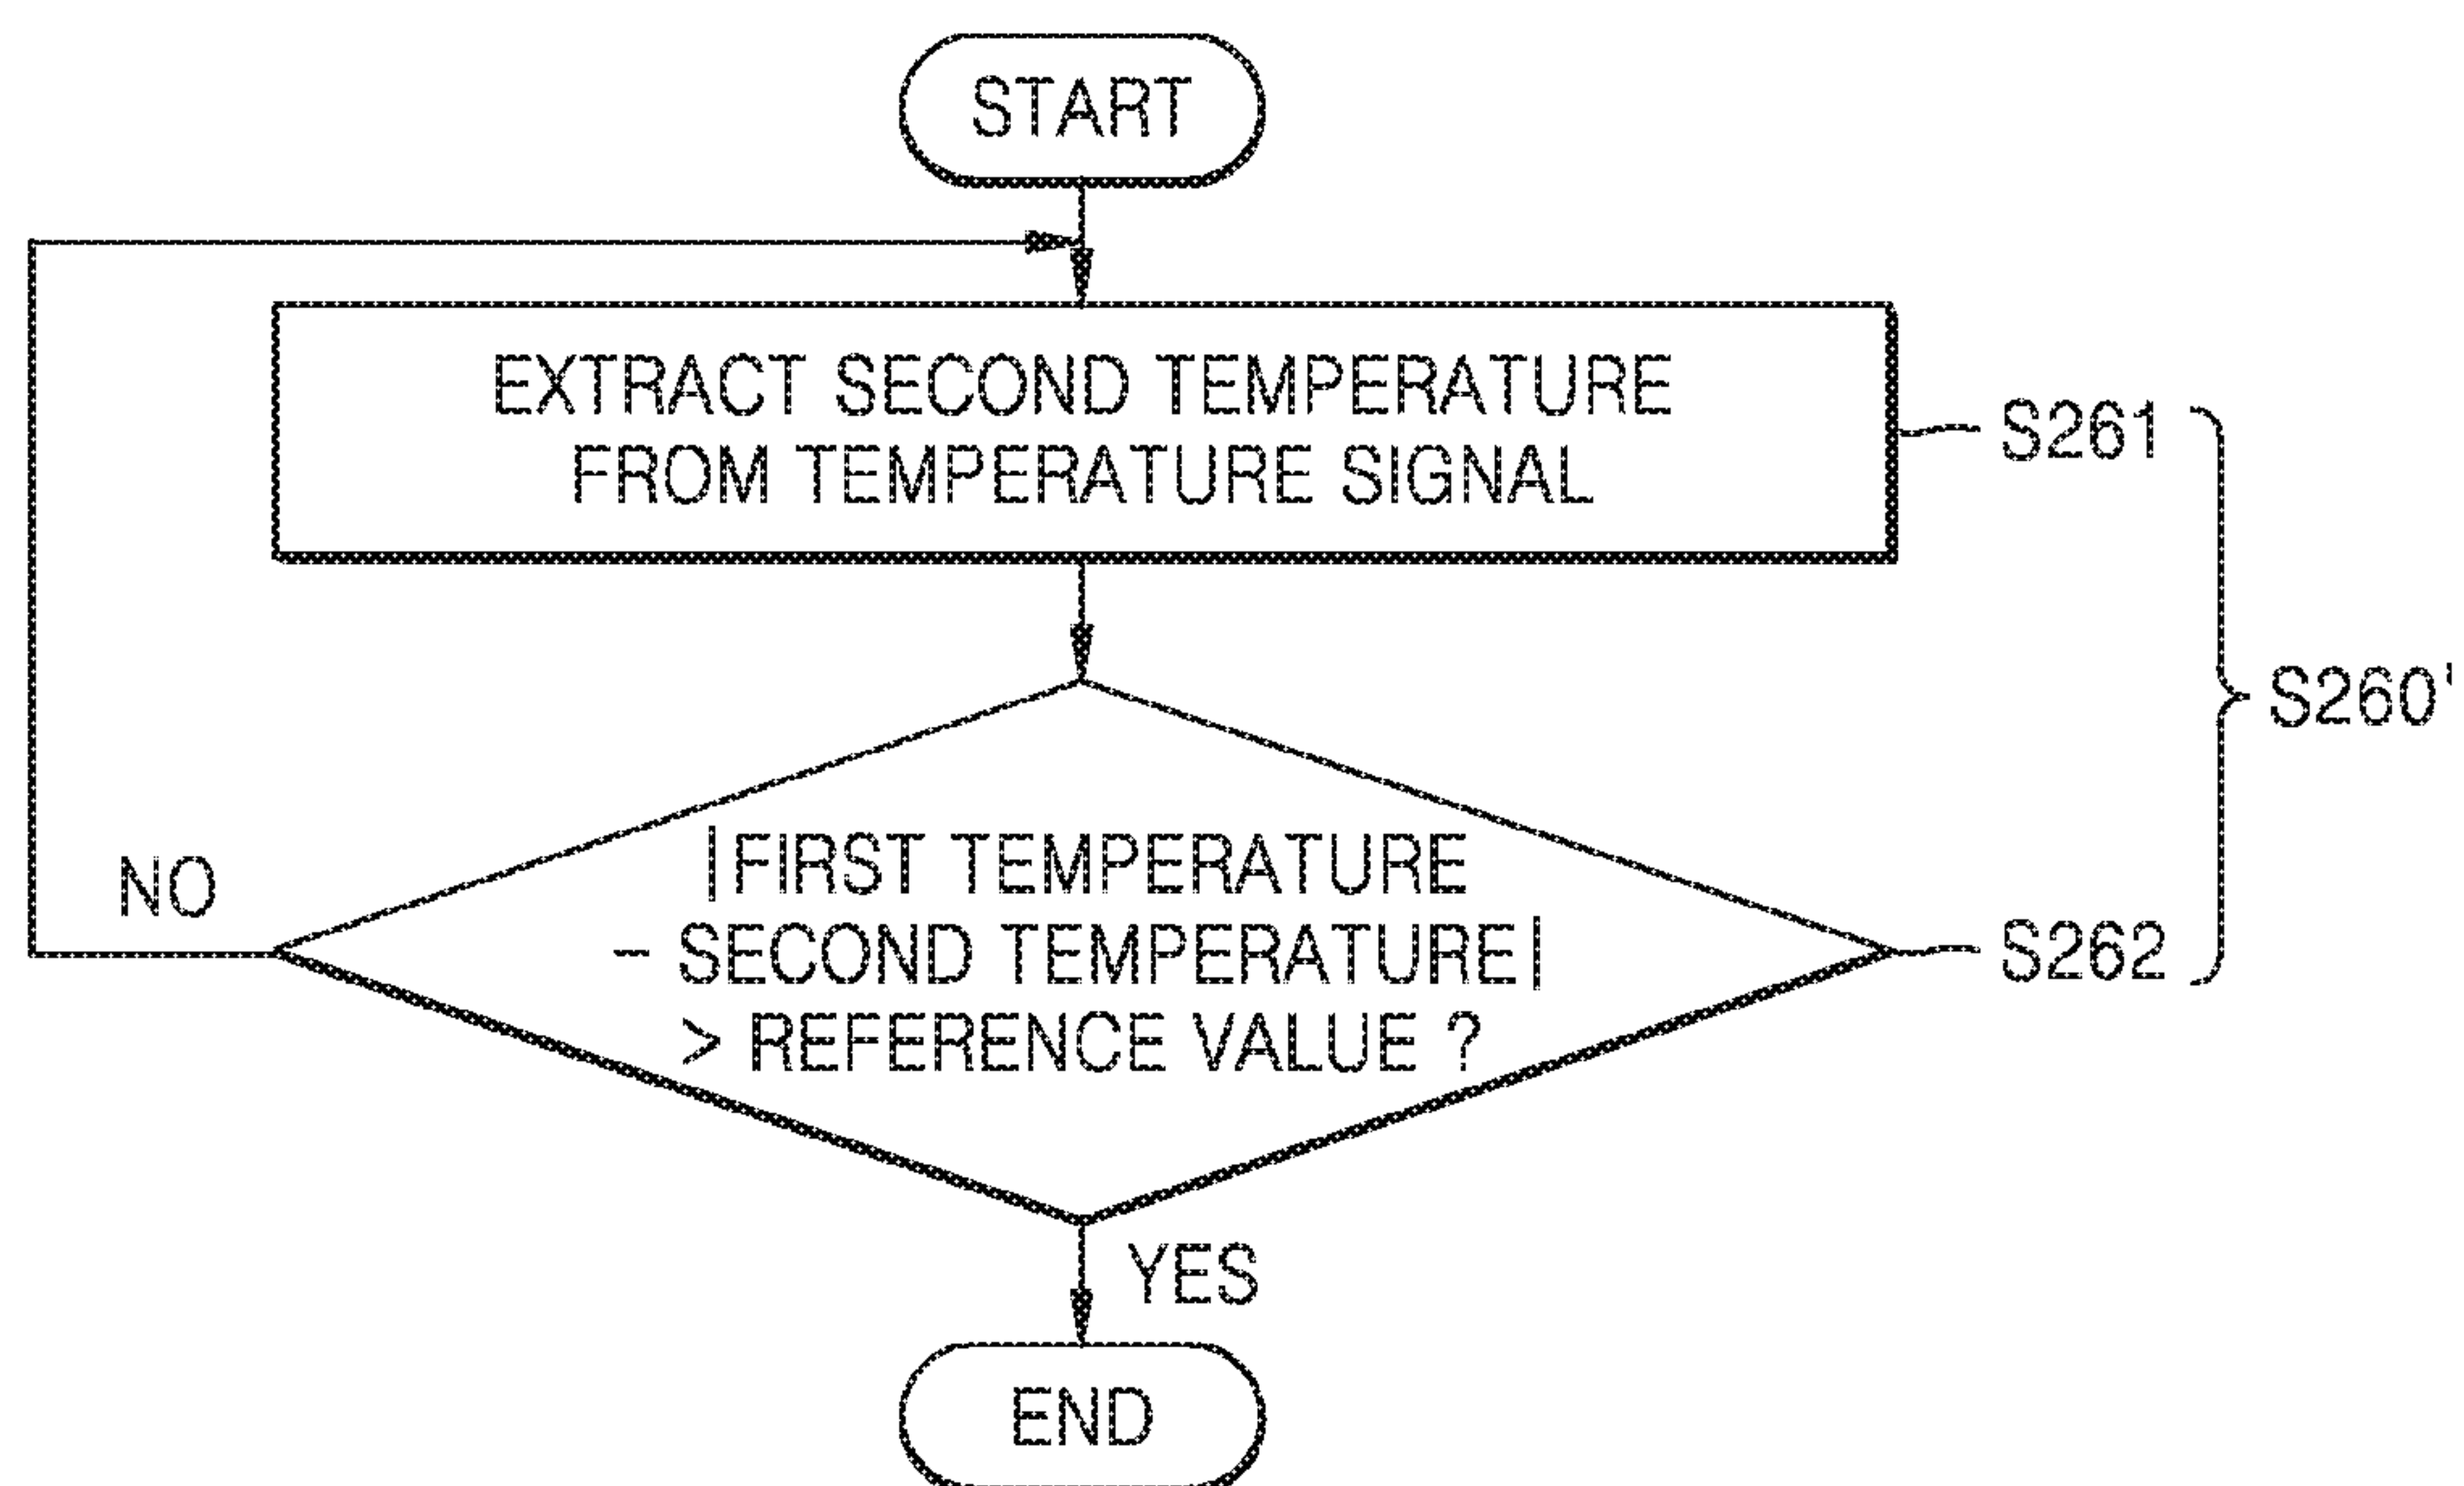 START
EXTRACT SECOND TEMPERATURE
FROM TEMPERATURE SIGNAL
S261
S260'
|FIRST TEMPERATURE
- SECOND TEMPERATURE|
> REFERENCE VALUE ?
NO
S262
YES
END